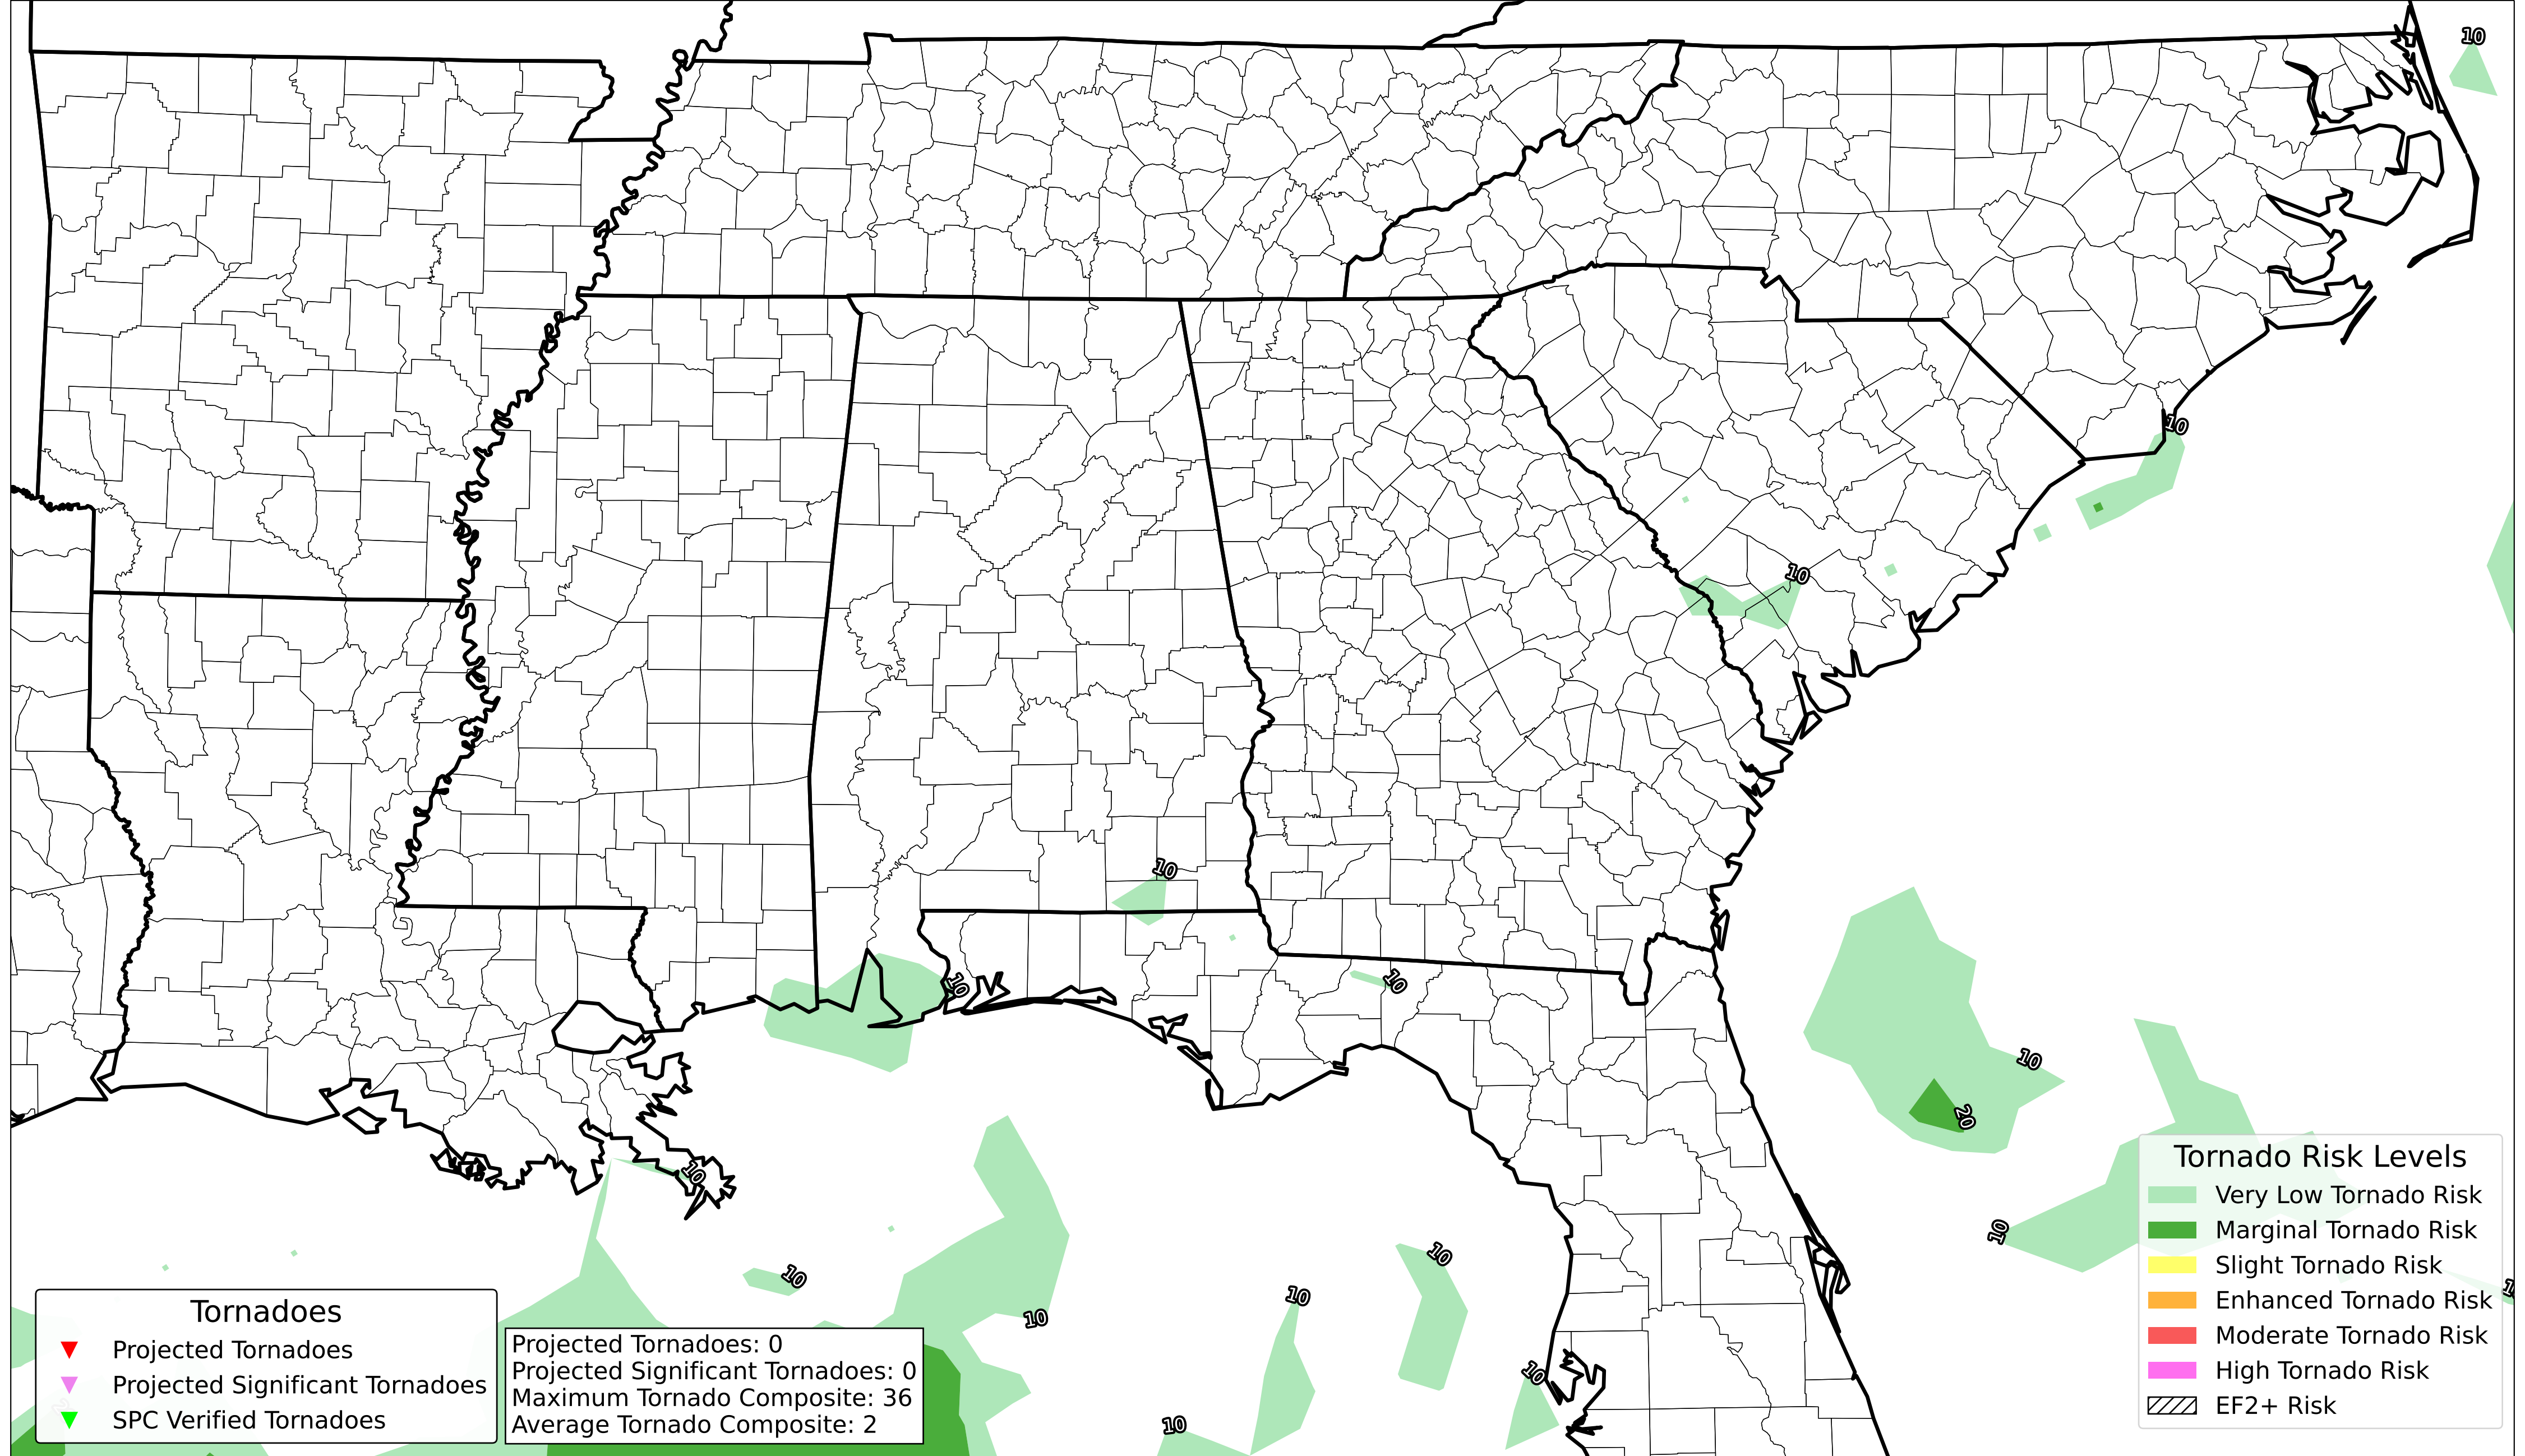 10
10
10
10
10
10
10
20
10
10
10
10
10
10
10
10
Tornadoes
Projected Tornadoes
Projected Significant Tornadoes
SPC Verified Tornadoes
Projected Tornadoes: 0
Projected Significant Tornadoes: 0
Maximum Tornado Composite: 36
Average Tornado Composite: 2
Tornado Risk Levels
Very Low Tornado Risk
Marginal Tornado Risk
Slight Tornado Risk
Enhanced Tornado Risk
Moderate Tornado Risk
High Tornado Risk
EF2+ Risk